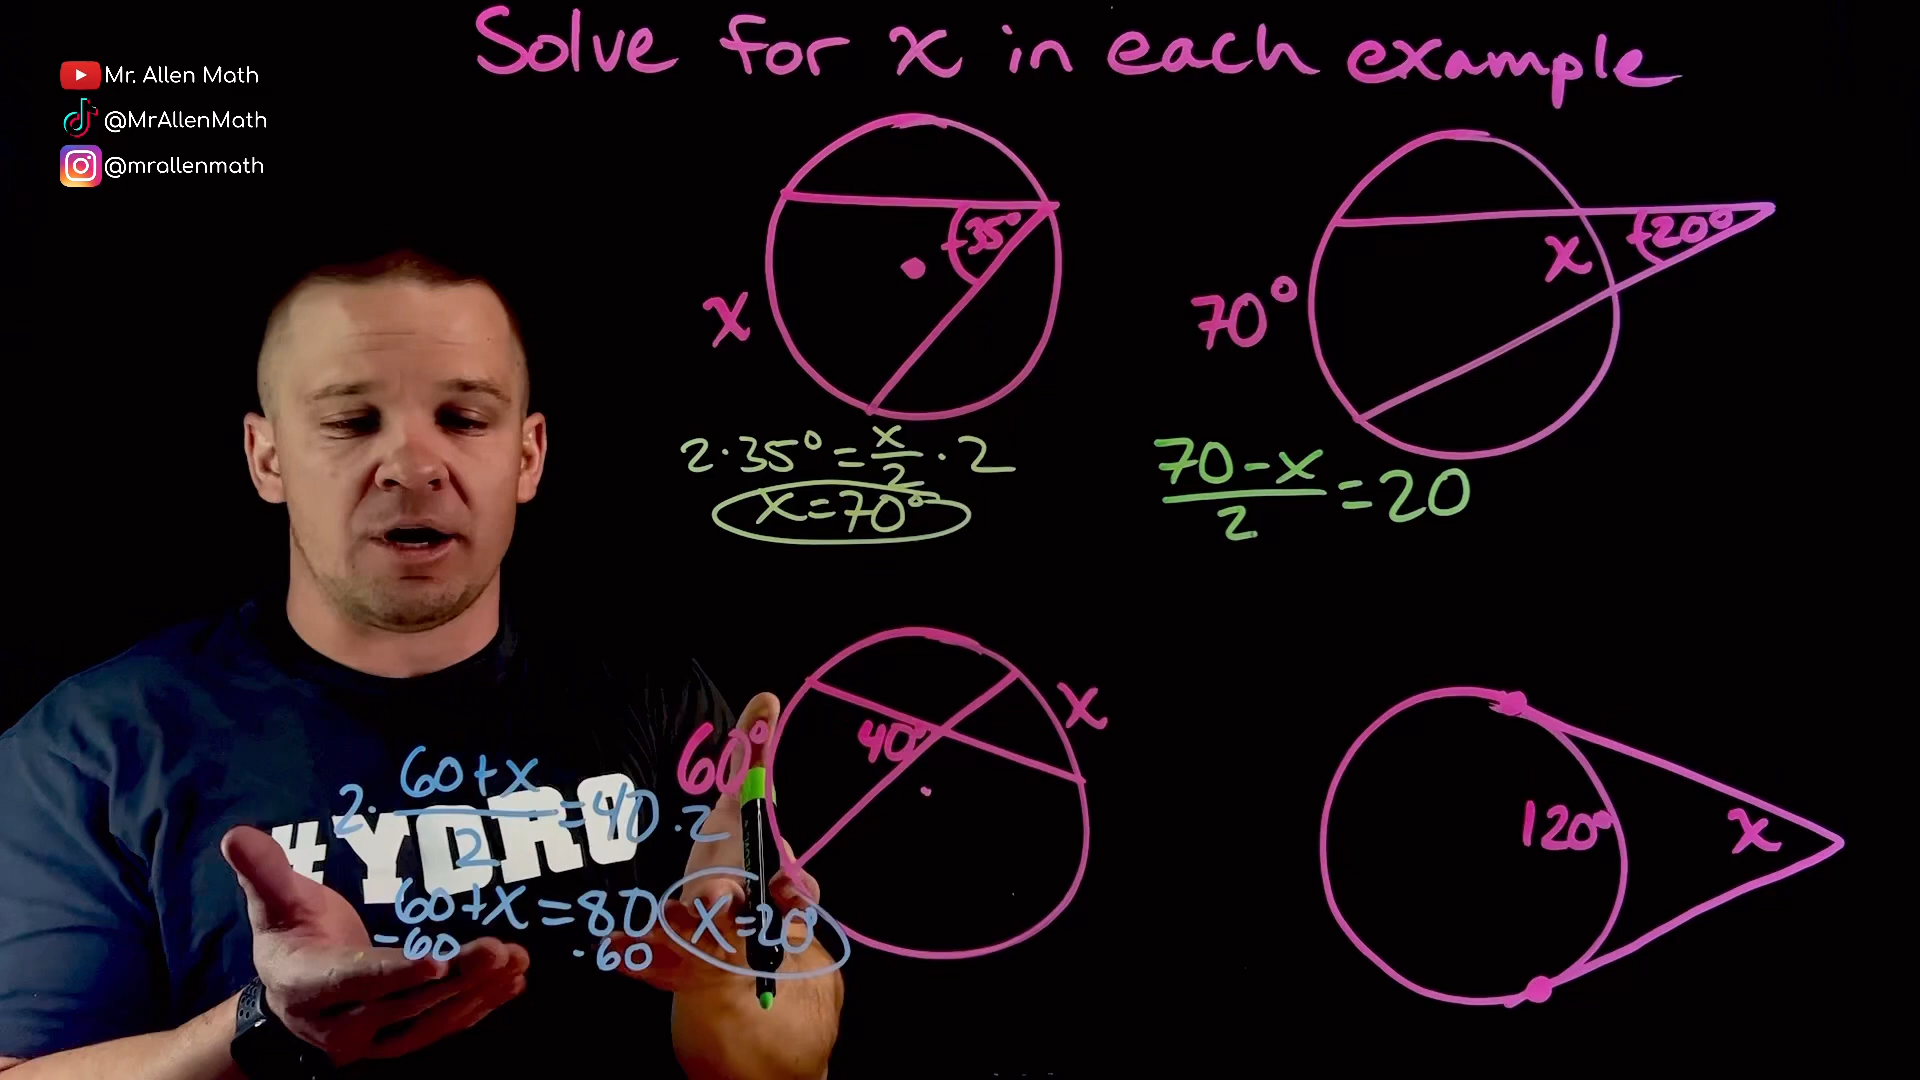 Solve for x in each example
Mr. Allen Math
@MrAllenMath
@mrallenmath
35°
x
2·35° = x/2 ·2
x = 70°
20°
x
70°
70-x/2 = 20
40°
60°
x
2· 60+x/2 = 40·2
60+x = 80
-60 -60
x = 20°
120°
x
#YORO